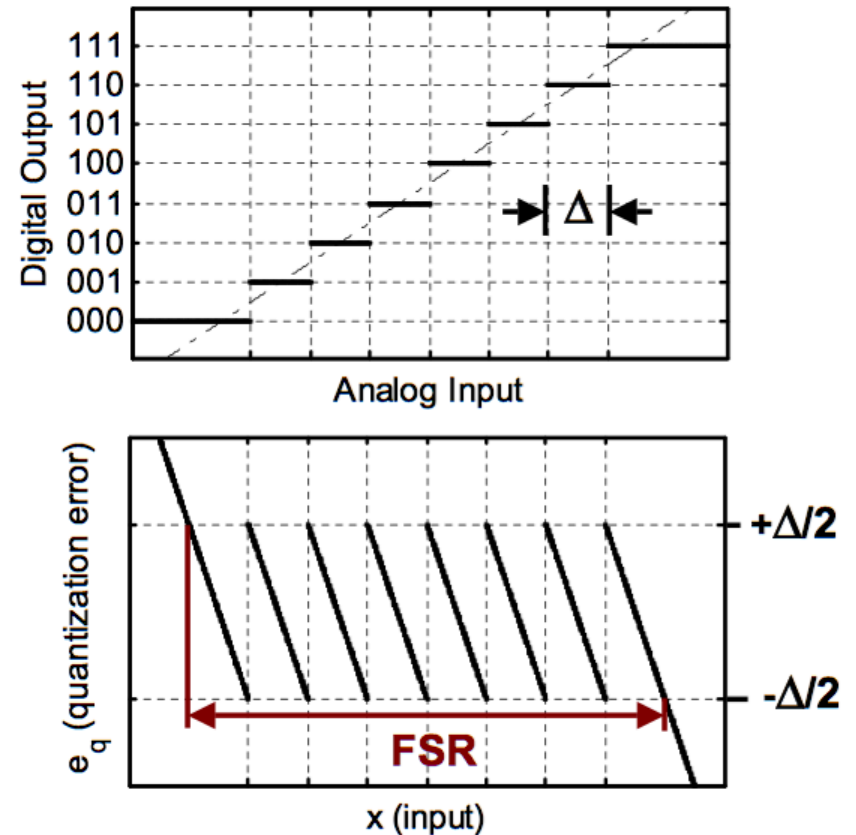 Digital Output
111
110
101
100
011
010
001
000
Δ
Analog Input
e_q (quantization error)
+Δ/2
-Δ/2
FSR
x (input)